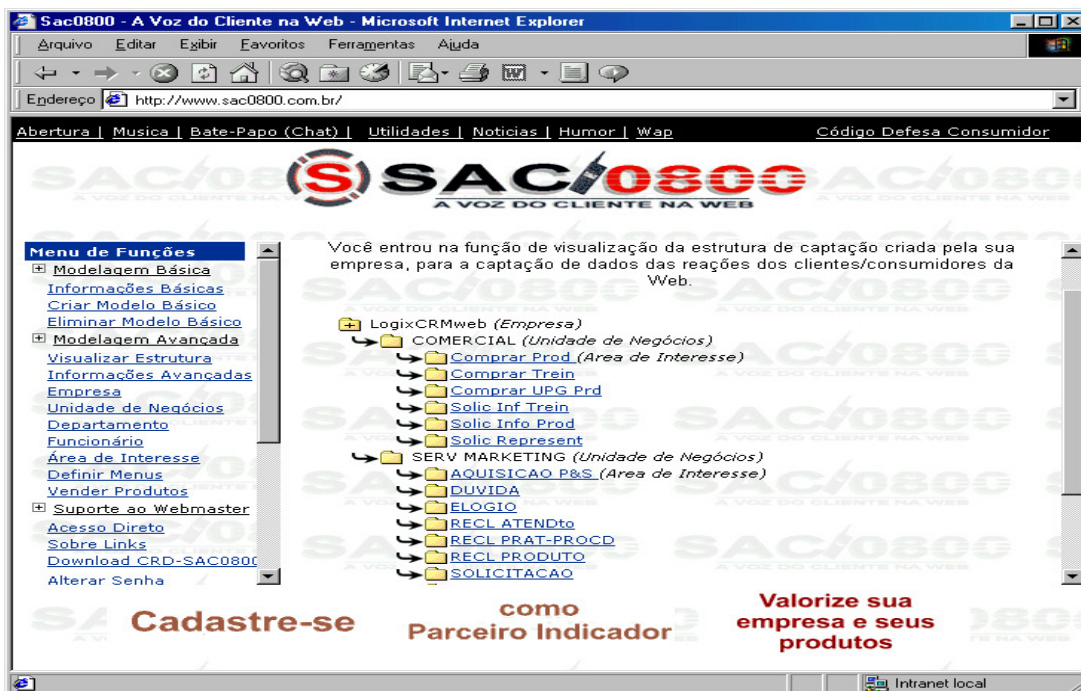 Sac0800 - A Voz do Cliente na Web - Microsoft Internet Explorer
Arquivo Editar Exibir Favoritos Ferramentas Ajuda
Endereço http://www.sac0800.com.br/
Abertura | Musica | Bate-Papo (Chat) | Utilidades | Noticias | Humor | Wap Código Defesa Consumidor
S SAC0800
A VOZ DO CLIENTE NA WEB
Menu de Funções
Modelagem Básica
Informações Básicas
Criar Modelo Básico
Eliminar Modelo Básico
Modelagem Avançada
Visualizar Estrutura
Informações Avançadas
Empresa
Unidade de Negócios
Departamento
Funcionário
Área de Interesse
Definir Menus
Vender Produtos
Suporte ao Webmaster
Acesso Direto
Sobre Links
Download CRD-SAC0800
Alterar Senha
Você entrou na função de visualização da estrutura de captação criada pela sua
empresa, para a captação de dados das reações dos clientes/consumidores da
Web.
LogixCRMweb (Empresa)
COMERCIAL (Unidade de Negócios)
Comprar Prod (Area de Interesse)
Comprar Trein
Comprar UPG Prd
Solic Inf Trein
Solic Info Prod
Solic Represent
SERV MARKETING (Unidade de Negócios)
AQUISICAO P&S (Area de Interesse)
DUVIDA
ELOGIO
RECL ATENDto
RECL PRAT-PROCD
RECL PRODUTO
SOLICITACAO
Cadastre-se
como
Parceiro Indicador
Valorize sua
empresa e seus
produtos
Intranet local